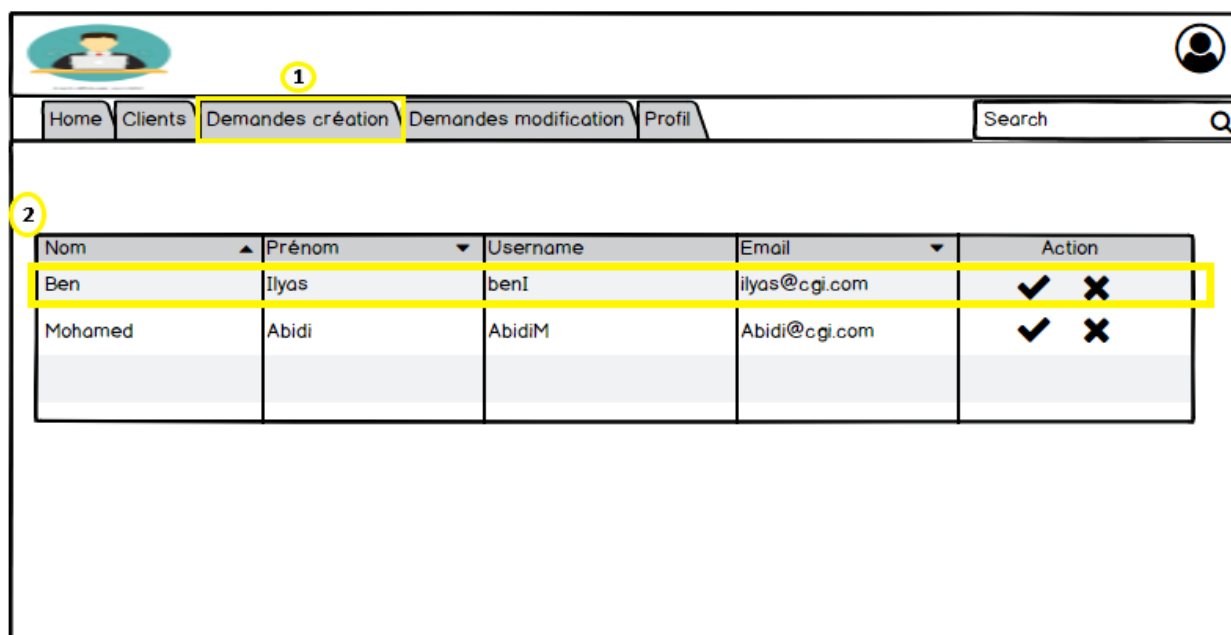 1
Home Clients Demandes création Demandes modification Profil Search
2
Nom Prénom Username Email Action
Ben Ilyas benI ilyas@cgi.com
Mohamed Abidi AbidiM Abidi@cgi.com